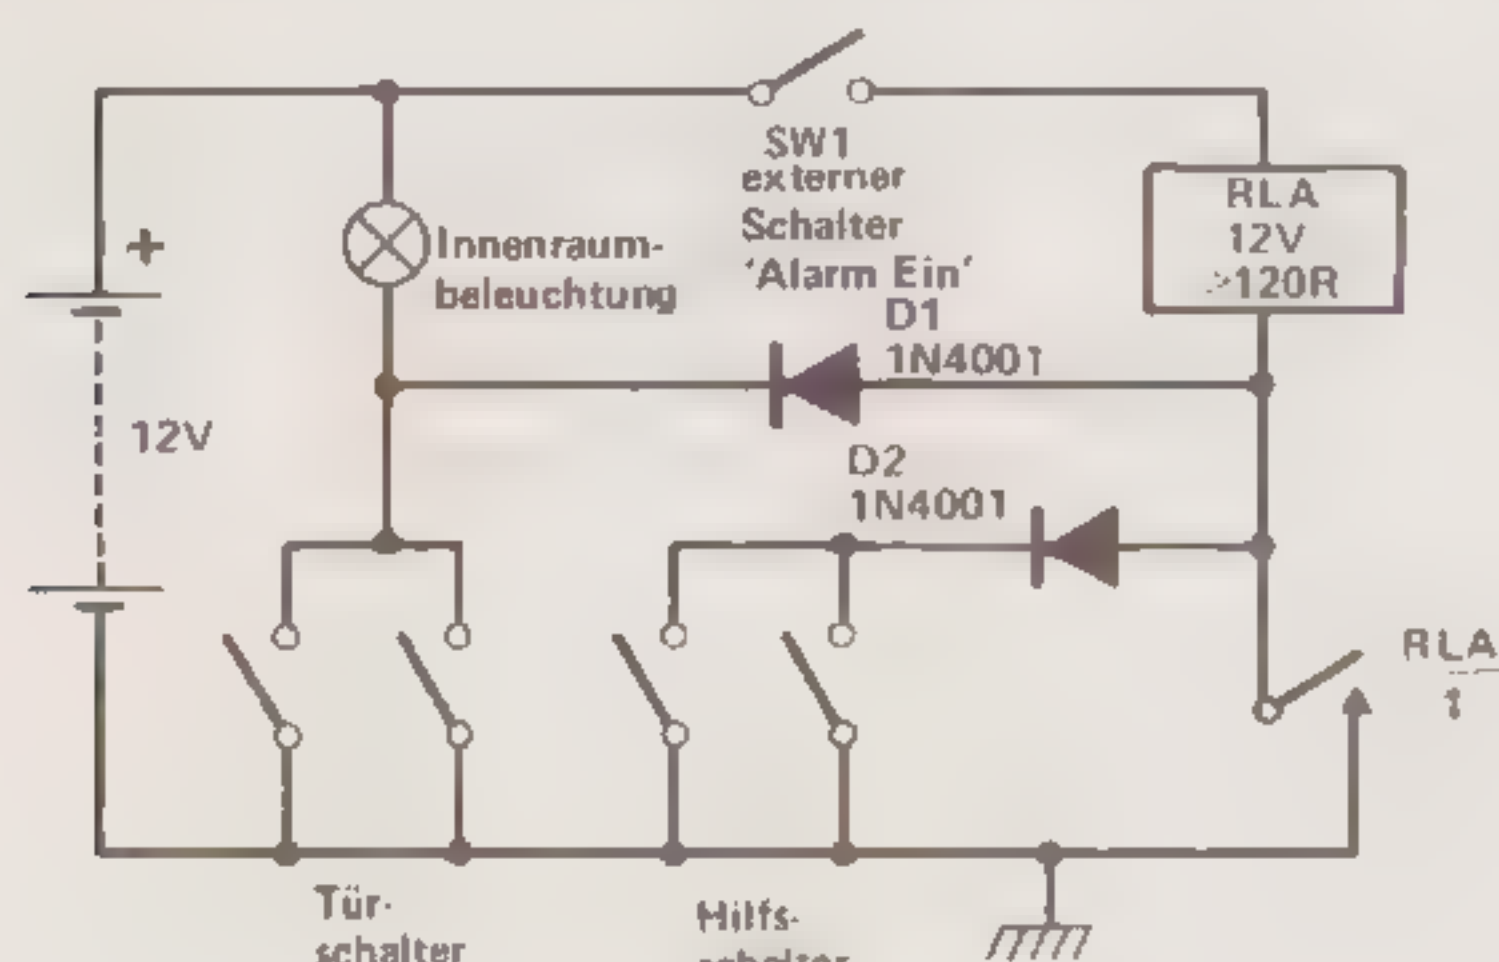 SW1
externer
Schalter
'Alarm Ein'
RLA
12V
>120R
+
Innenraum-
beleuchtung
D1
1N4001
12V
D2
1N4001
RLA
1
Tür-
schalter
Hilfs-
schalter